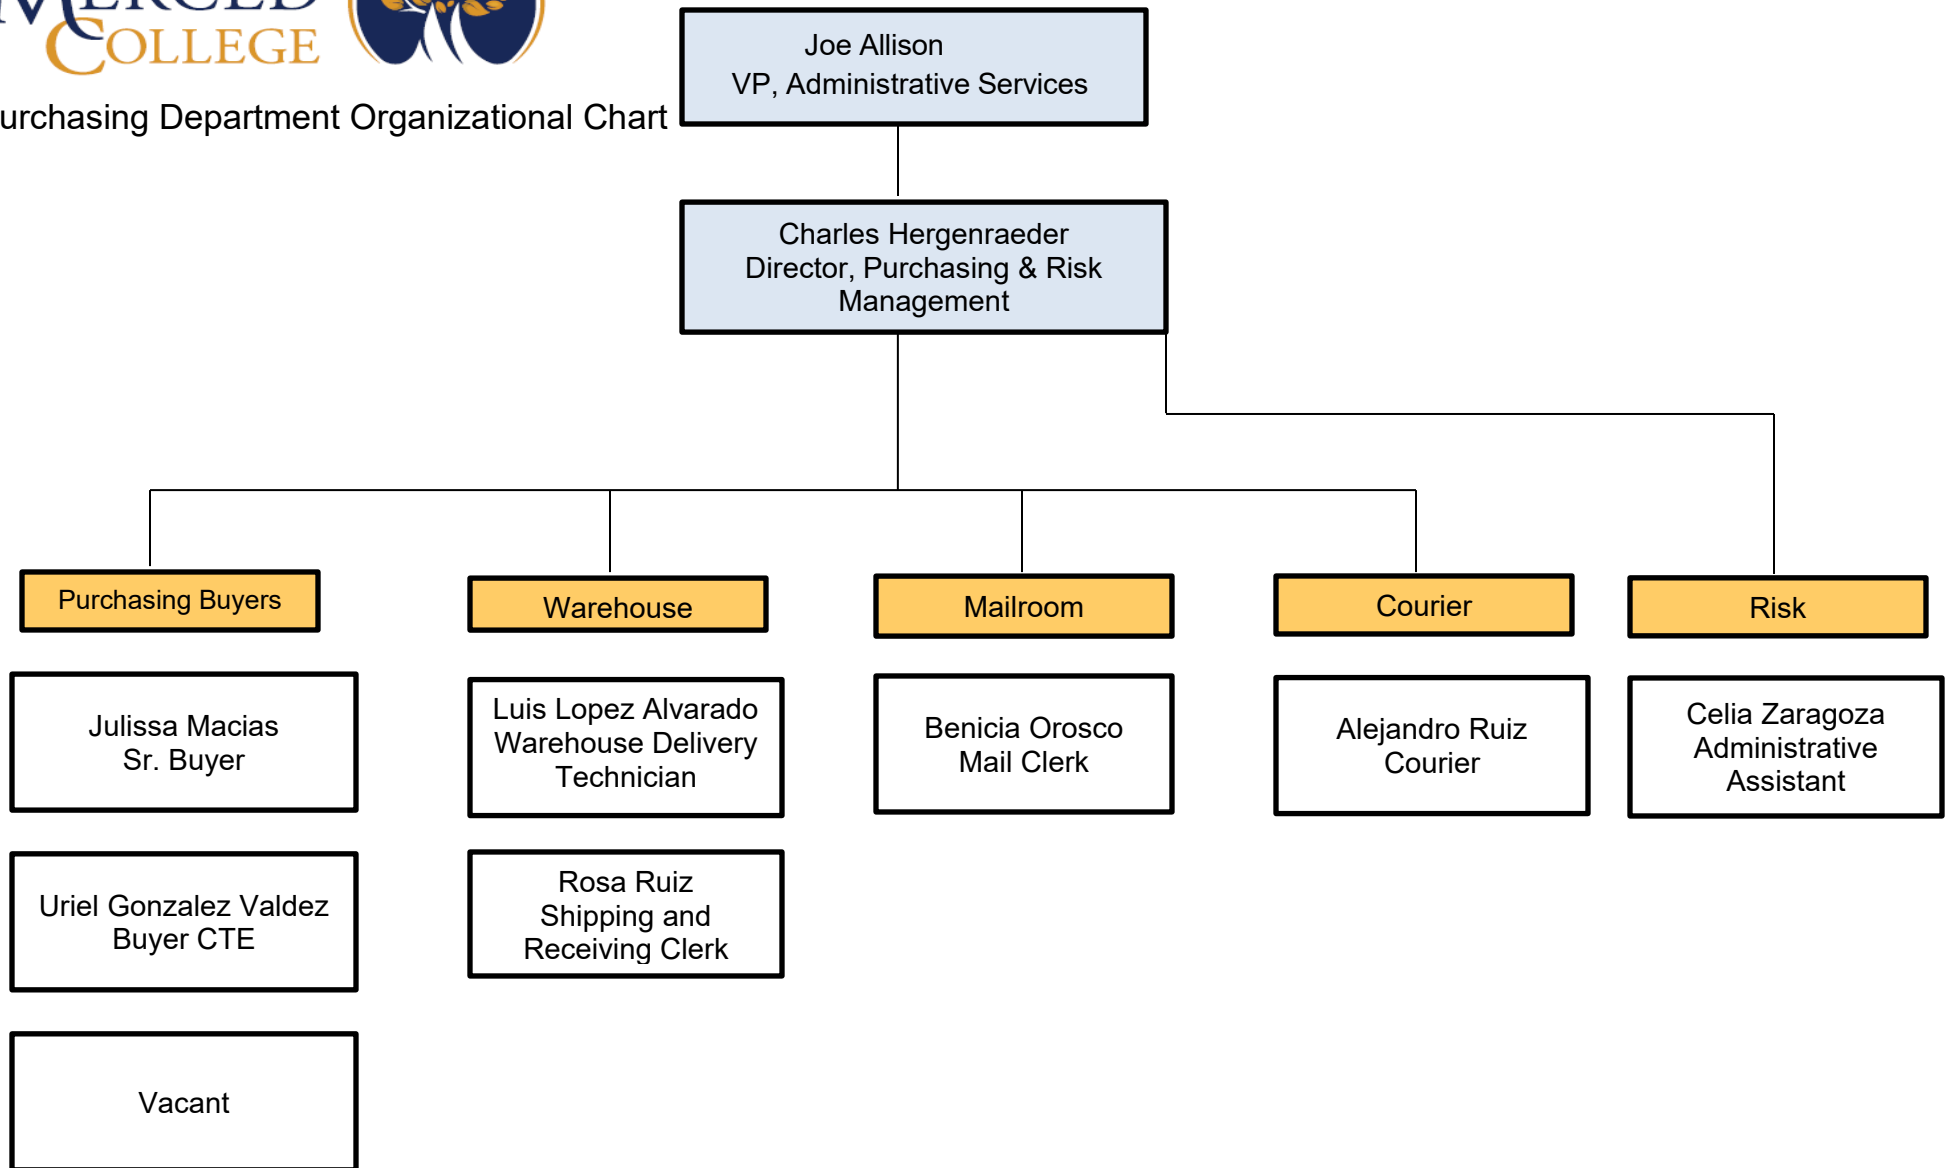 MERCED
COLLEGE
urchasing Department Organizational Chart
Joe Allison
VP, Administrative Services
Charles Hergenraeder
Director, Purchasing & Risk
Management
Purchasing Buyers
Warehouse
Mailroom
Courier
Risk
Julissa Macias
Sr. Buyer
Luis Lopez Alvarado
Warehouse Delivery
Technician
Benicia Orosco
Mail Clerk
Alejandro Ruiz
Courier
Celia Zaragoza
Administrative
Assistant
Uriel Gonzalez Valdez
Buyer CTE
Rosa Ruiz
Shipping and
Receiving Clerk
Vacant